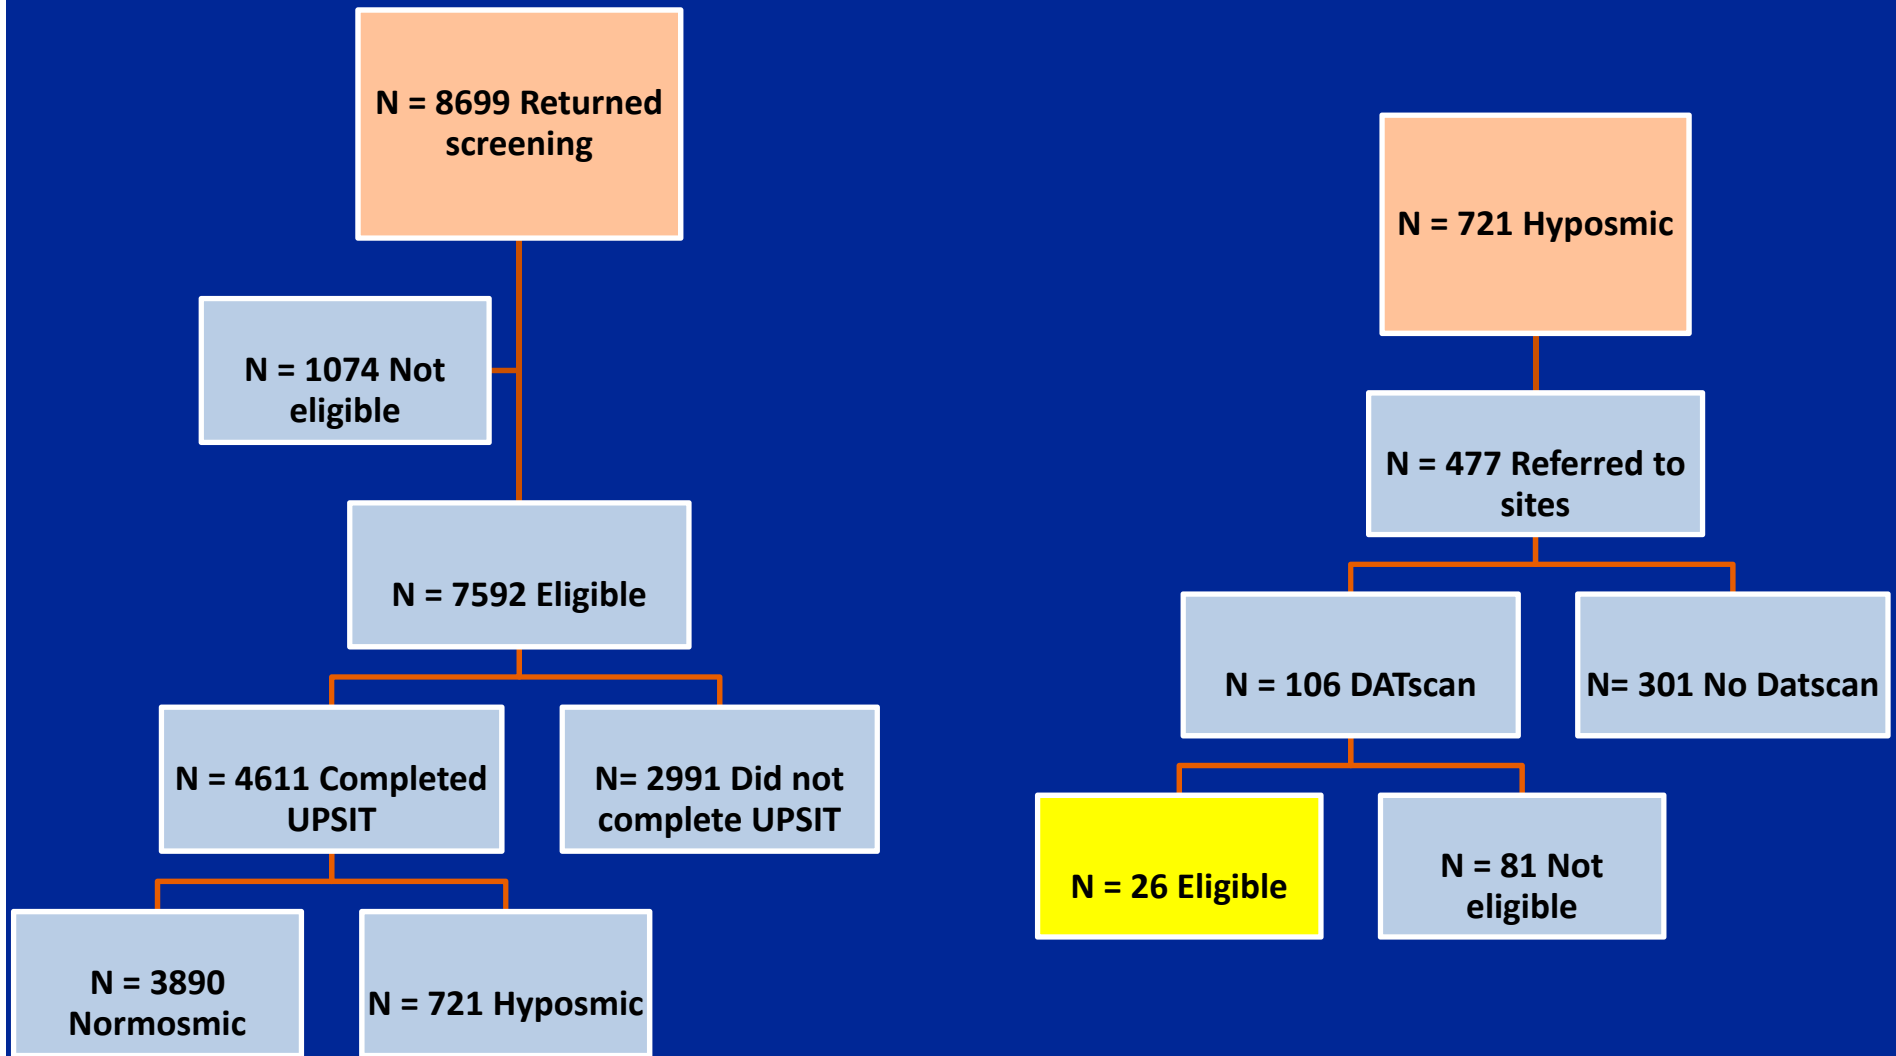 N = 8699 Returned
screening
N = 1074 Not
eligible
N = 7592 Eligible
N = 4611 Completed
UPSIT
N= 2991 Did not
complete UPSIT
N = 3890
Normosmic
N = 721 Hyposmic
N = 721 Hyposmic
N = 477 Referred to
sites
N = 106 DATscan
N= 301 No Datscan
N = 26 Eligible
N = 81 Not
eligible